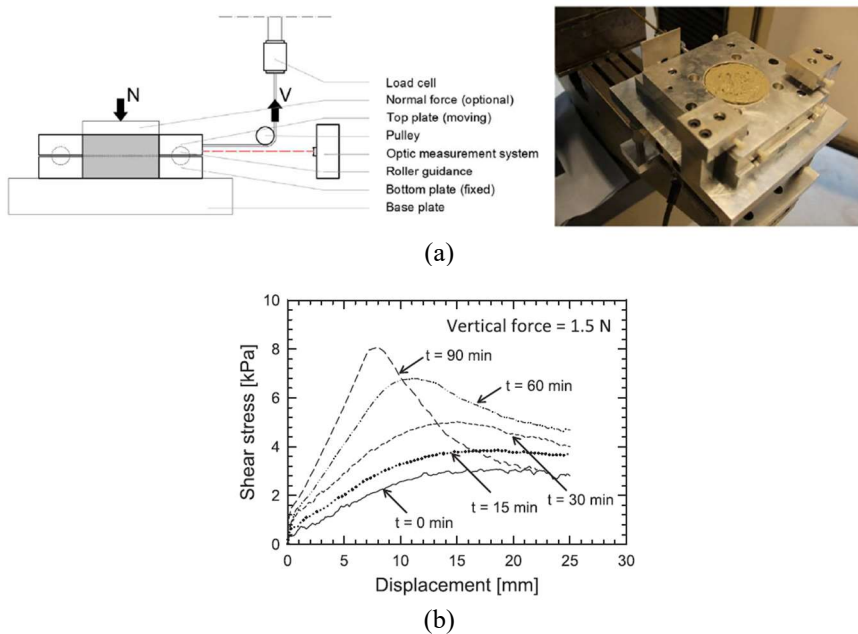 N
V
Load cell
Normal force (optional)
Top plate (moving)
Pulley
Optic measurement system
Roller guidance
Bottom plate (fixed)
Base plate
(a)
10
8
6
4
2
0
Shear stress [kPa]
Vertical force = 1.5 N
t = 90 min
t = 60 min
t = 30 min
t = 15 min
t = 0 min
0 5 10 15 20 25 30
Displacement [mm]
(b)